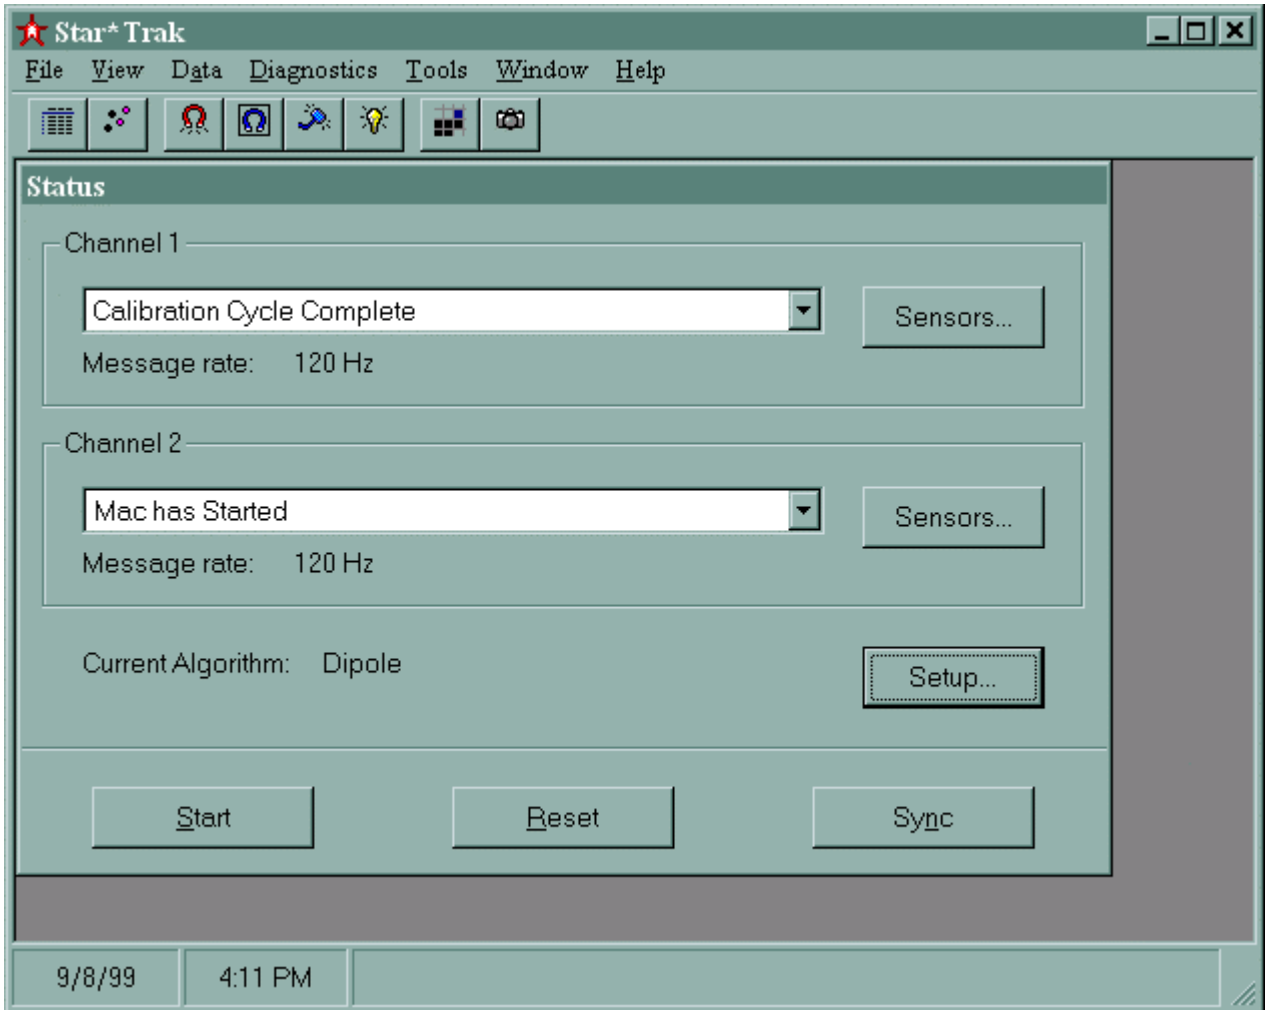 Star*Trak
File View Data Diagnostics Tools Window Help
Status
Channel 1
Calibration Cycle Complete
Sensors...
Message rate: 120 Hz
Channel 2
Mac has Started
Sensors...
Message rate: 120 Hz
Current Algorithm: Dipole
Setup...
Start Reset Sync
9/8/99 4:11 PM